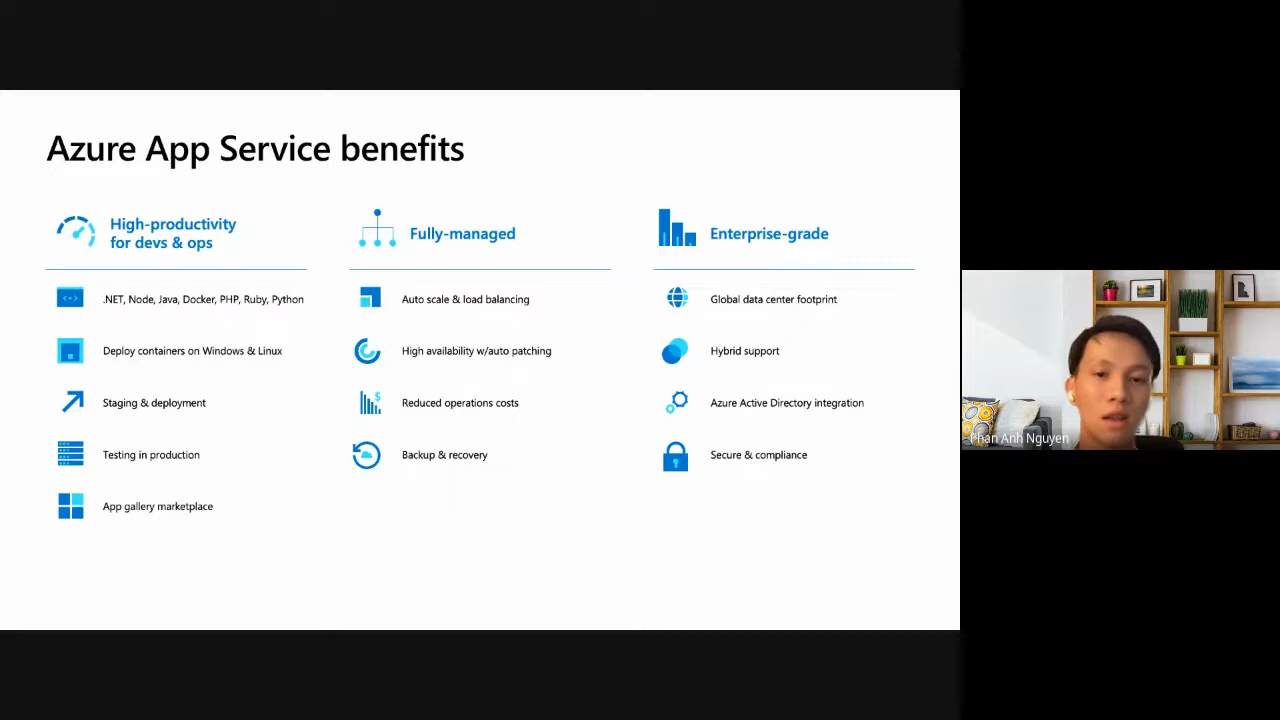 Azure App Service benefits
High-productivity
for devs & ops
.NET, Node, Java, Docker, PHP, Ruby, Python
Deploy containers on Windows & Linux
Staging & deployment
Testing in production
App gallery marketplace
Fully-managed
Auto scale & load balancing
High availability w/auto patching
Reduced operations costs
Backup & recovery
Enterprise-grade
Global data center footprint
Hybrid support
Azure Active Directory integration
Secure & compliance
Phan Anh Nguyen